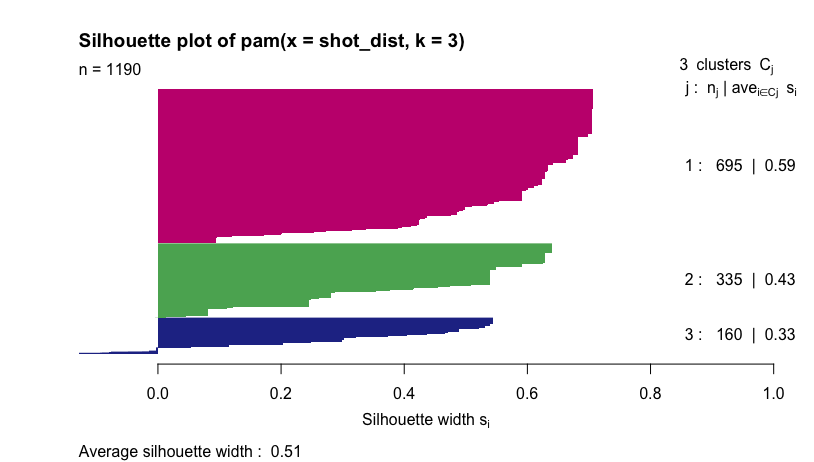 Silhouette plot of pam(x = shot_dist, k = 3)
n = 1190
3 clusters Cj
j : nj | avei∈Cj si
1 : 695 | 0.59
2 : 335 | 0.43
3 : 160 | 0.33
0.0 0.2 0.4 0.6 0.8 1.0
Silhouette width si
Average silhouette width : 0.51